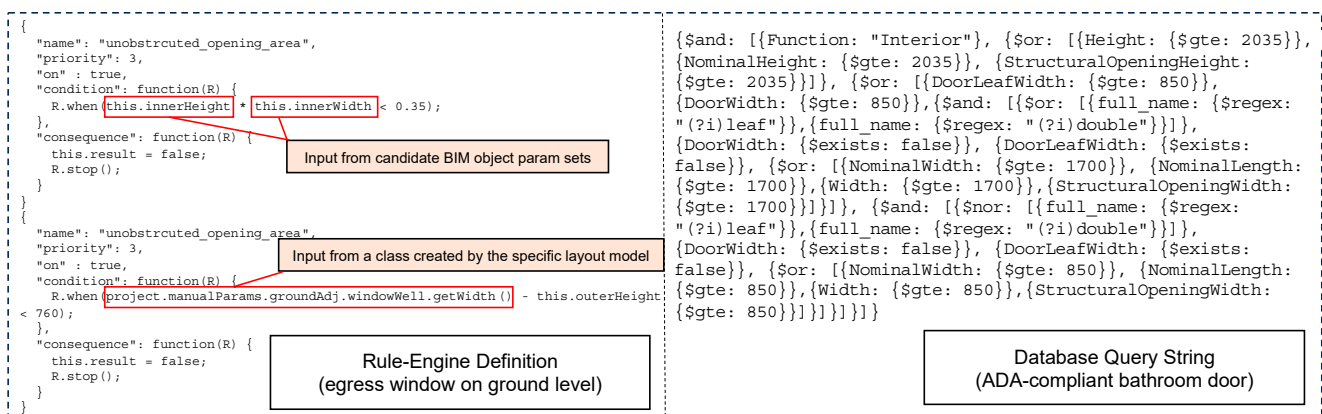 {
"name": "unobstrcuted_opening_area",
"priority": 3,
"on" : true,
"condition": function(R) {
R.when(this.innerHeight * this.innerWidth < 0.35);
},
"consequence": function(R) {
this.result = false;
R.stop();
}
}
Input from candidate BIM object param sets
{
"name": "unobstrcuted_opening_area",
"priority": 3,
"on" : true,
"condition": function(R) {
R.when(project.manualParams.groundAdj.windowWell.getWidth() - this.outerHeight
< 760);
},
"consequence": function(R) {
this.result = false;
R.stop();
}
}
Input from a class created by the specific layout model
Rule-Engine Definition
(egress window on ground level)
{$and: [{Function: "Interior"}, {$or: [{Height: {$gte: 2035}},
{NominalHeight: {$gte: 2035}}, {StructuralOpeningHeight:
{$gte: 2035}}]}, {$or: [{DoorLeafWidth: {$gte: 850}},
{DoorWidth: {$gte: 850}},{$and: [{$or: [{full_name: {$regex:
"(?i)leaf"}},{full_name: {$regex: "(?i)double"}}]},
{DoorWidth: {$exists: false}}, {DoorLeafWidth: {$exists:
false}}, {$or: [{NominalWidth: {$gte: 1700}}, {NominalLength:
{$gte: 1700}},{Width: {$gte: 1700}},{StructuralOpeningWidth:
{$gte: 1700}}]}]}, {$and: [{$nor: [{full_name: {$regex:
"(?i)leaf"}},{full_name: {$regex: "(?i)double"}}]},
{DoorWidth: {$exists: false}}, {DoorLeafWidth: {$exists:
false}}, {$or: [{NominalWidth: {$gte: 850}}, {NominalLength:
{$gte: 850}},{Width: {$gte: 850}},{StructuralOpeningWidth:
{$gte: 850}}]}]}]}]}
Database Query String
(ADA-compliant bathroom door)